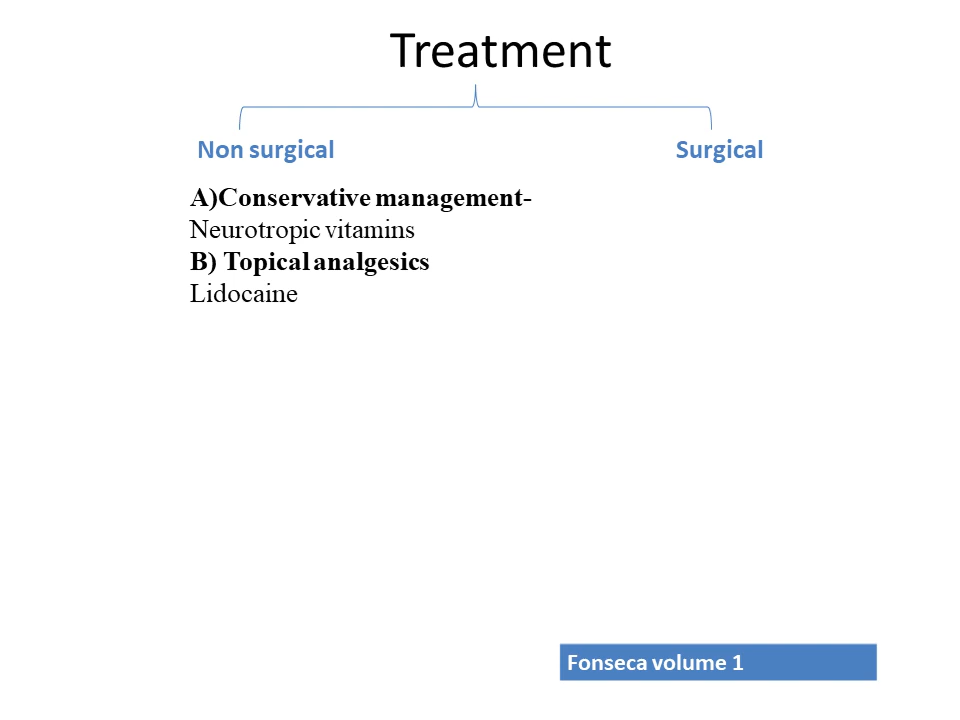 Treatment
Non surgical
Surgical
A)Conservative management-
Neurotropic vitamins
B) Topical analgesics
Lidocaine
Fonseca volume 1